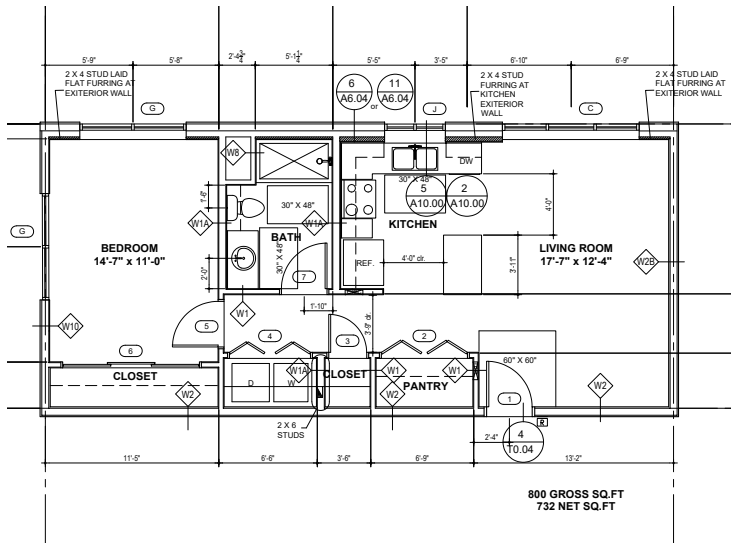 5'-9"
5'-8"
2'-4 3/4"
5'-1 1/4"
5'-5"
3'-5"
6'-10"
6'-9"
2 X 4 STUD LAID
FLAT FURRING AT
EXITERIOR WALL
G
6
A6.04
or
11
A6.04
J
2 X 4 STUD
FURRING AT
KITCHEN
EXITERIOR
WALL
C
2 X 4 STUD LAID
FLAT FURRING AT
EXITERIOR WALL
W8
DW
30" X 48"
5
A10.00
2
A10.00
1'-6"
30" X 48"
W1A
W1A
KITCHEN
4'-0"
G
BATH
BEDROOM
14'-7" x 11'-0"
LIVING ROOM
17'-7" x 12'-4"
30" X 48"
2'-0"
REF.
4'-0" clr.
3'-11"
W2B
7
W1
1'-10"
3'-9" clr.
W10
5
4
3
2
6
60" X 60"
CLOSET
D
W
W1A
CLOSET
W1
PANTRY
W1
W2
W2
1
W2
2 X 6
STUDS
R
2'-4"
4
T0.04
11'-5"
6'-6"
3'-6"
6'-9"
13'-2"
800 GROSS SQ.FT
732 NET SQ.FT